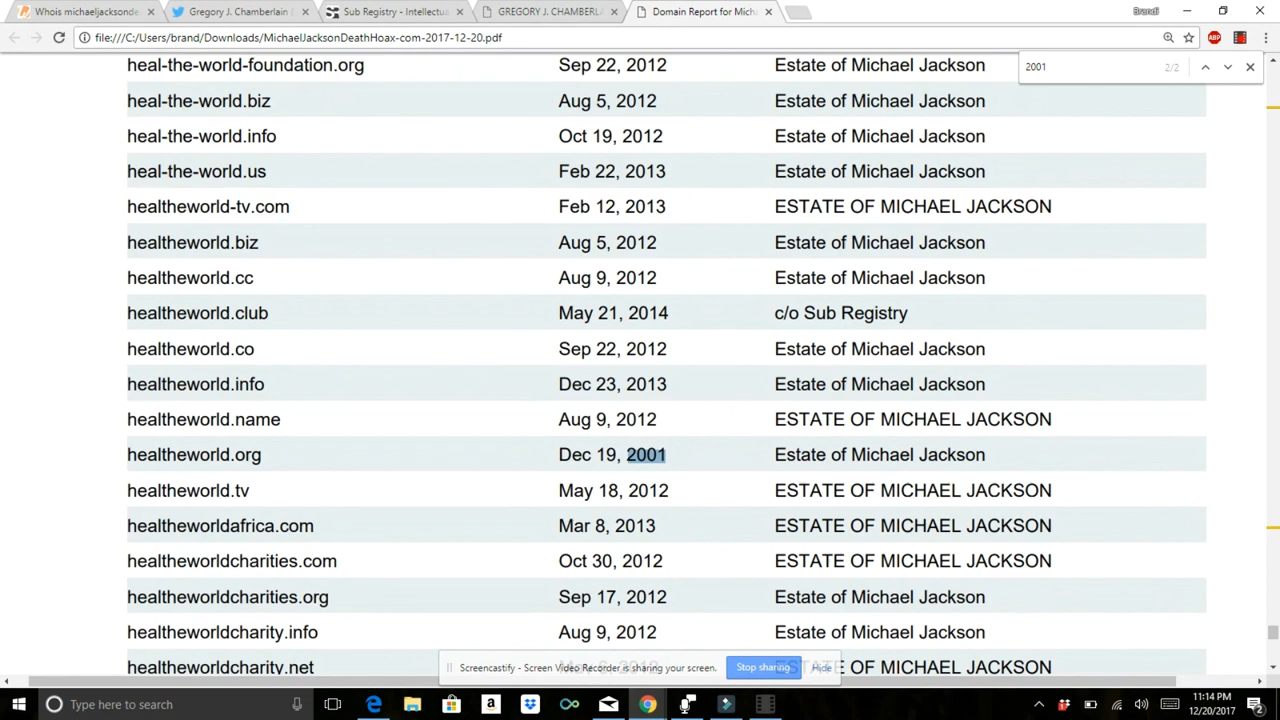 Whois michaeljacksonde
Gregory J. Chamberlain (
Sub Registry - Intellectua
GREGORY J. CHAMBERLA
Domain Report for Micha
Brandi
file:///C:/Users/brand/Downloads/MichaelJacksonDeathHoax-com-2017-12-20.pdf
ABP
2001 2/2
heal-the-world-foundation.org Sep 22, 2012 Estate of Michael Jackson
heal-the-world.biz Aug 5, 2012 Estate of Michael Jackson
heal-the-world.info Oct 19, 2012 Estate of Michael Jackson
heal-the-world.us Feb 22, 2013 Estate of Michael Jackson
healtheworld-tv.com Feb 12, 2013 ESTATE OF MICHAEL JACKSON
healtheworld.biz Aug 5, 2012 Estate of Michael Jackson
healtheworld.cc Aug 9, 2012 Estate of Michael Jackson
healtheworld.club May 21, 2014 c/o Sub Registry
healtheworld.co Sep 22, 2012 Estate of Michael Jackson
healtheworld.info Dec 23, 2013 Estate of Michael Jackson
healtheworld.name Aug 9, 2012 ESTATE OF MICHAEL JACKSON
healtheworld.org Dec 19, 2001 Estate of Michael Jackson
healtheworld.tv May 18, 2012 ESTATE OF MICHAEL JACKSON
healtheworldafrica.com Mar 8, 2013 ESTATE OF MICHAEL JACKSON
healtheworldcharities.com Oct 30, 2012 ESTATE OF MICHAEL JACKSON
healtheworldcharities.org Sep 17, 2012 Estate of Michael Jackson
healtheworldcharity.info Aug 9, 2012 Estate of Michael Jackson
healtheworldcharity.net ESTATE OF MICHAEL JACKSON
Screencastify - Screen Video Recorder is sharing your screen. Stop sharing Hide
Type here to search
11:14 PM
12/20/2017
2